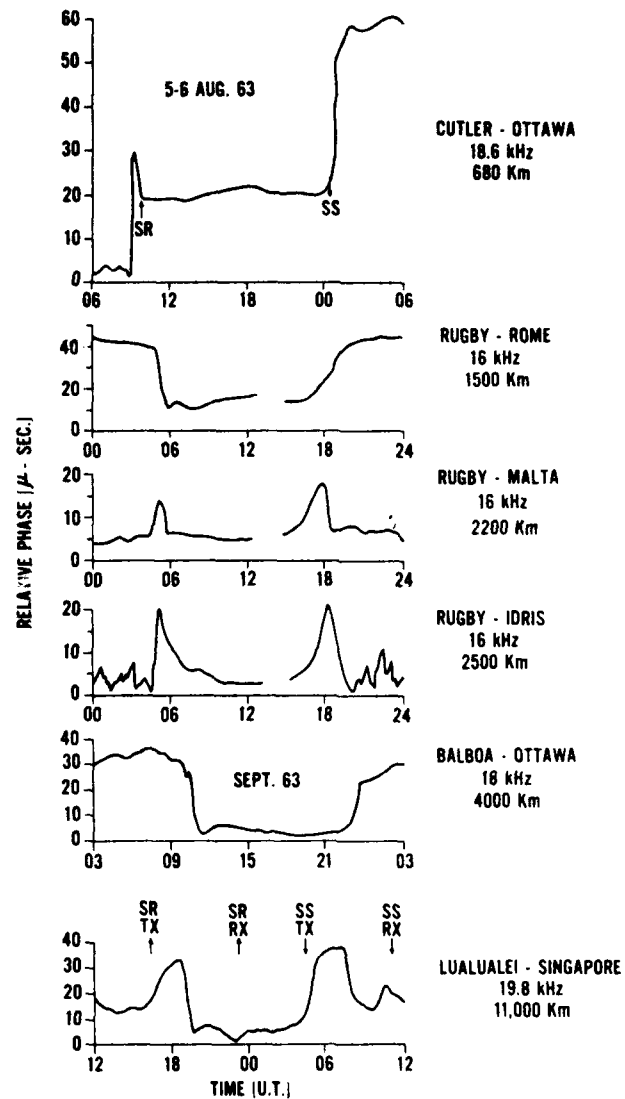 60
50
40
30
20
10
0
5-6 AUG. 63
SR
SS
06 12 18 00 06
CUTLER - OTTAWA
18.6 kHz
680 Km
40
20
0
00 06 12 18 24
RUGBY - ROME
16 kHz
1500 Km
RELATIVE PHASE (μ- SEC.)
20
10
0
00 06 12 18 24
RUGBY - MALTA
16 kHz
2200 Km
20
10
0
00 06 12 18 24
RUGBY - IDRIS
16 kHz
2500 Km
40
30
20
10
0
SEPT. 63
03 09 15 21 03
BALBOA - OTTAWA
18 kHz
4000 Km
SR SR SS SS
TX RX TX RX
40
30
20
10
0
12 18 00 06 12
LUALUALEI - SINGAPORE
19.8 kHz
11,000 Km
TIME (U.T.)